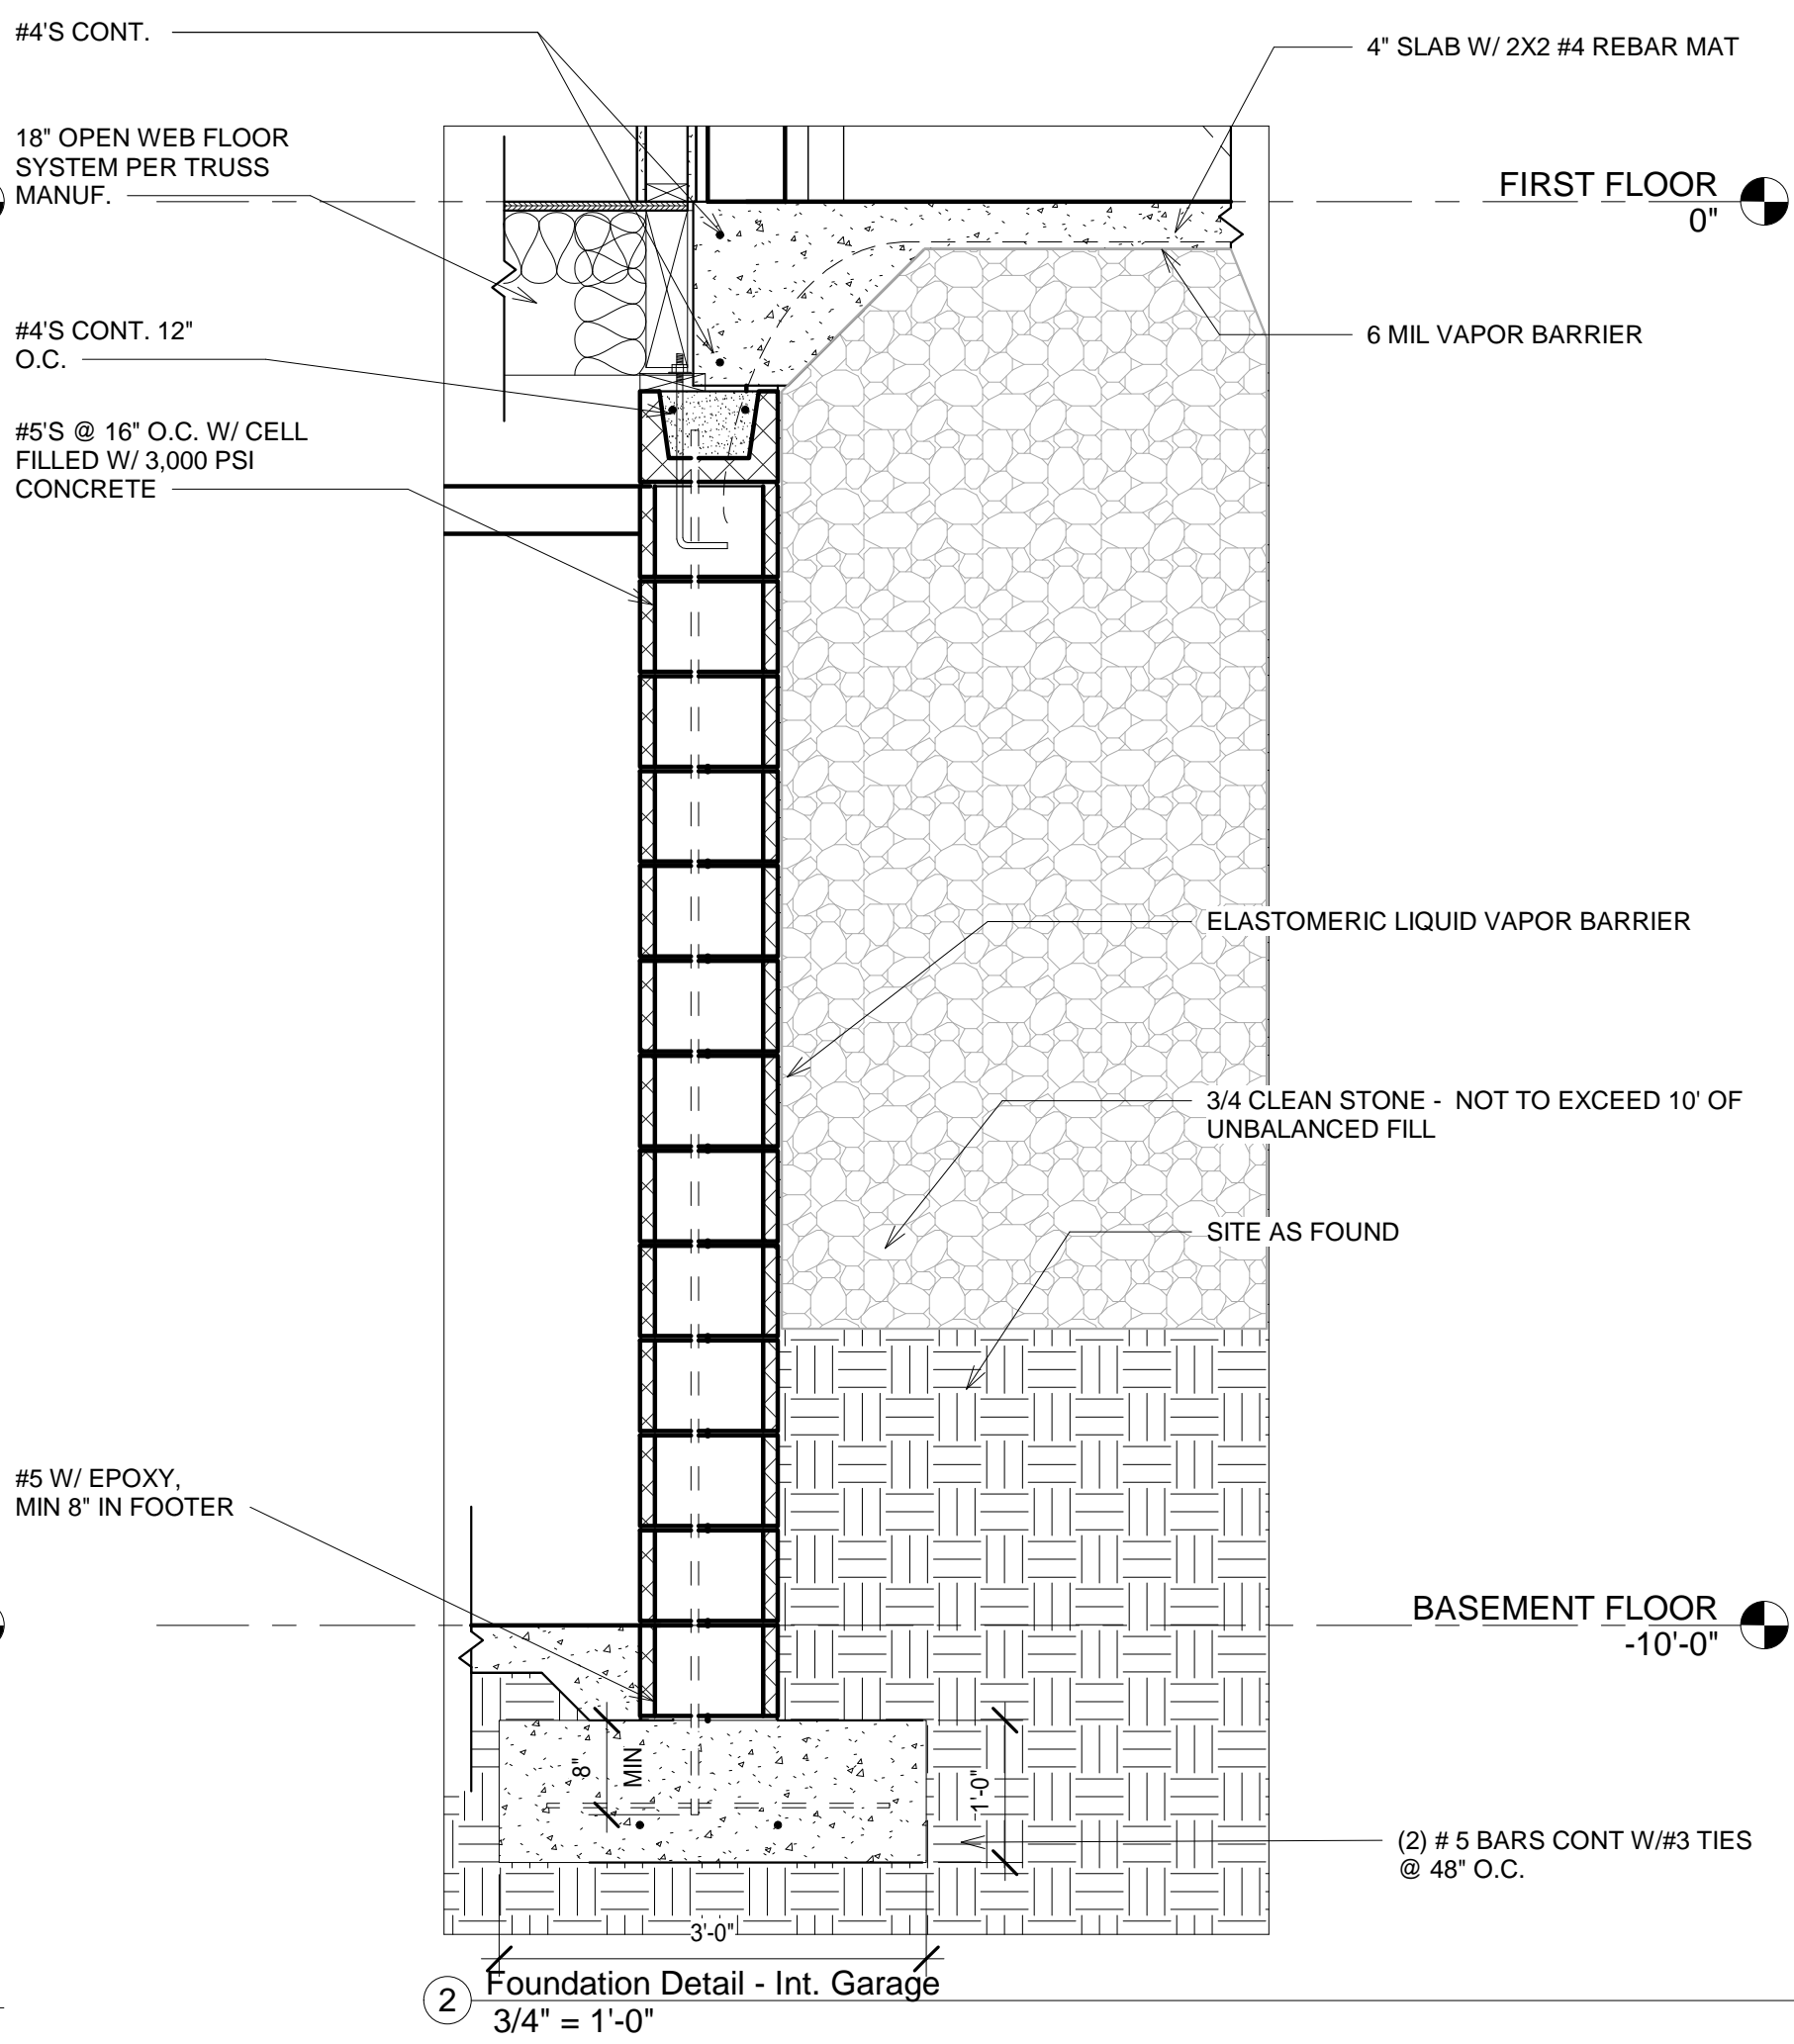 #4'S CONT.
4" SLAB W/ 2X2 #4 REBAR MAT
18" OPEN WEB FLOOR
SYSTEM PER TRUSS
MANUF.
FIRST FLOOR
0"
#4'S CONT. 12"
O.C.
6 MIL VAPOR BARRIER
#5'S @ 16" O.C. W/ CELL
FILLED W/ 3,000 PSI
CONCRETE
ELASTOMERIC LIQUID VAPOR BARRIER
3/4 CLEAN STONE - NOT TO EXCEED 10' OF
UNBALANCED FILL
SITE AS FOUND
#5 W/ EPOXY,
MIN 8" IN FOOTER
BASEMENT FLOOR
-10'-0"
8"
MIN
1'-0"
(2) # 5 BARS CONT W/#3 TIES
@ 48" O.C.
3'-0"
2
Foundation Detail - Int. Garage
3/4" = 1'-0"